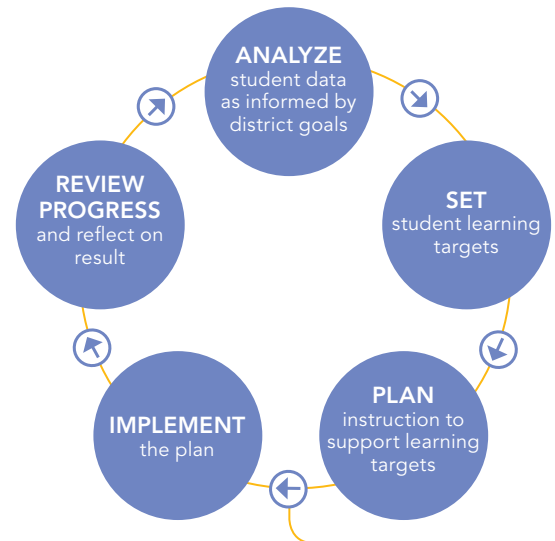 ANALYZE
student data
as informed by
district goals
SET
student learning
targets
PLAN
instruction to
support learning
targets
IMPLEMENT
the plan
REVIEW
PROGRESS
and reflect on
result